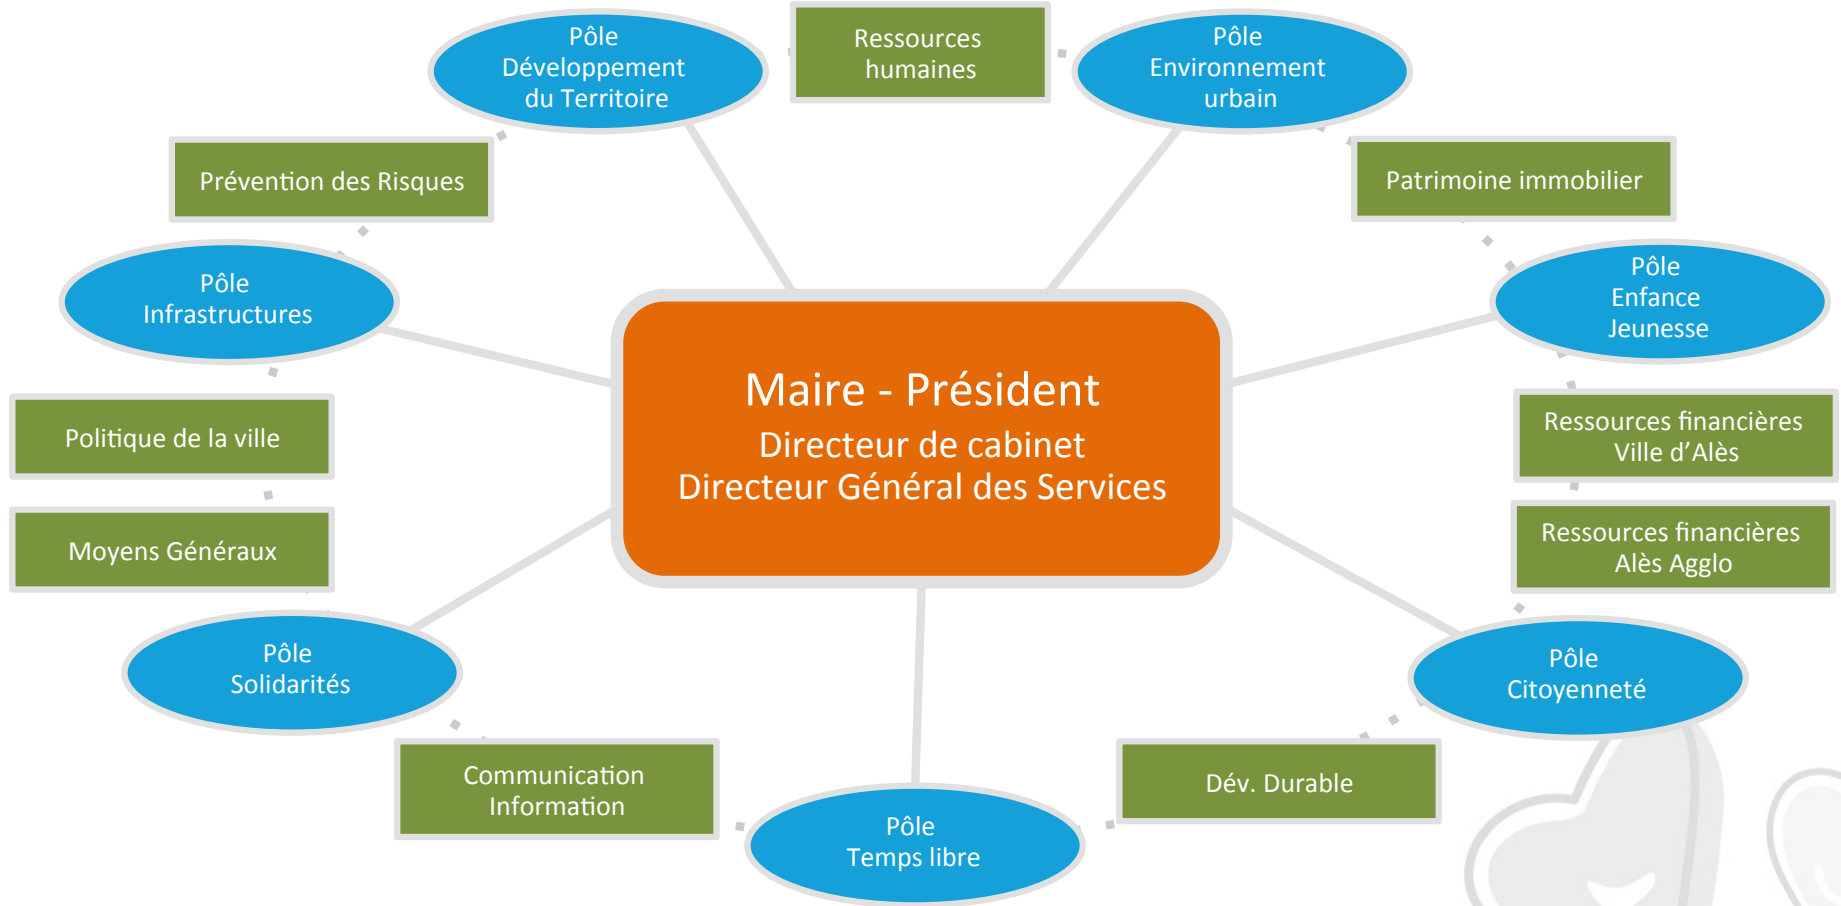 Pôle
Développement
du Territoire
Ressources
humaines
Pôle
Environnement
urbain
Prévention des Risques
Patrimoine immobilier
Pôle
Infrastructures
Pôle
Enfance
Jeunesse
Maire - Président
Directeur de cabinet
Directeur Général des Services
Politique de la ville
Ressources financières
Ville d’Alès
Moyens Généraux
Ressources financières
Alès Agglo
Pôle
Solidarités
Pôle
Citoyenneté
Communication
Information
Dév. Durable
Pôle
Temps libre